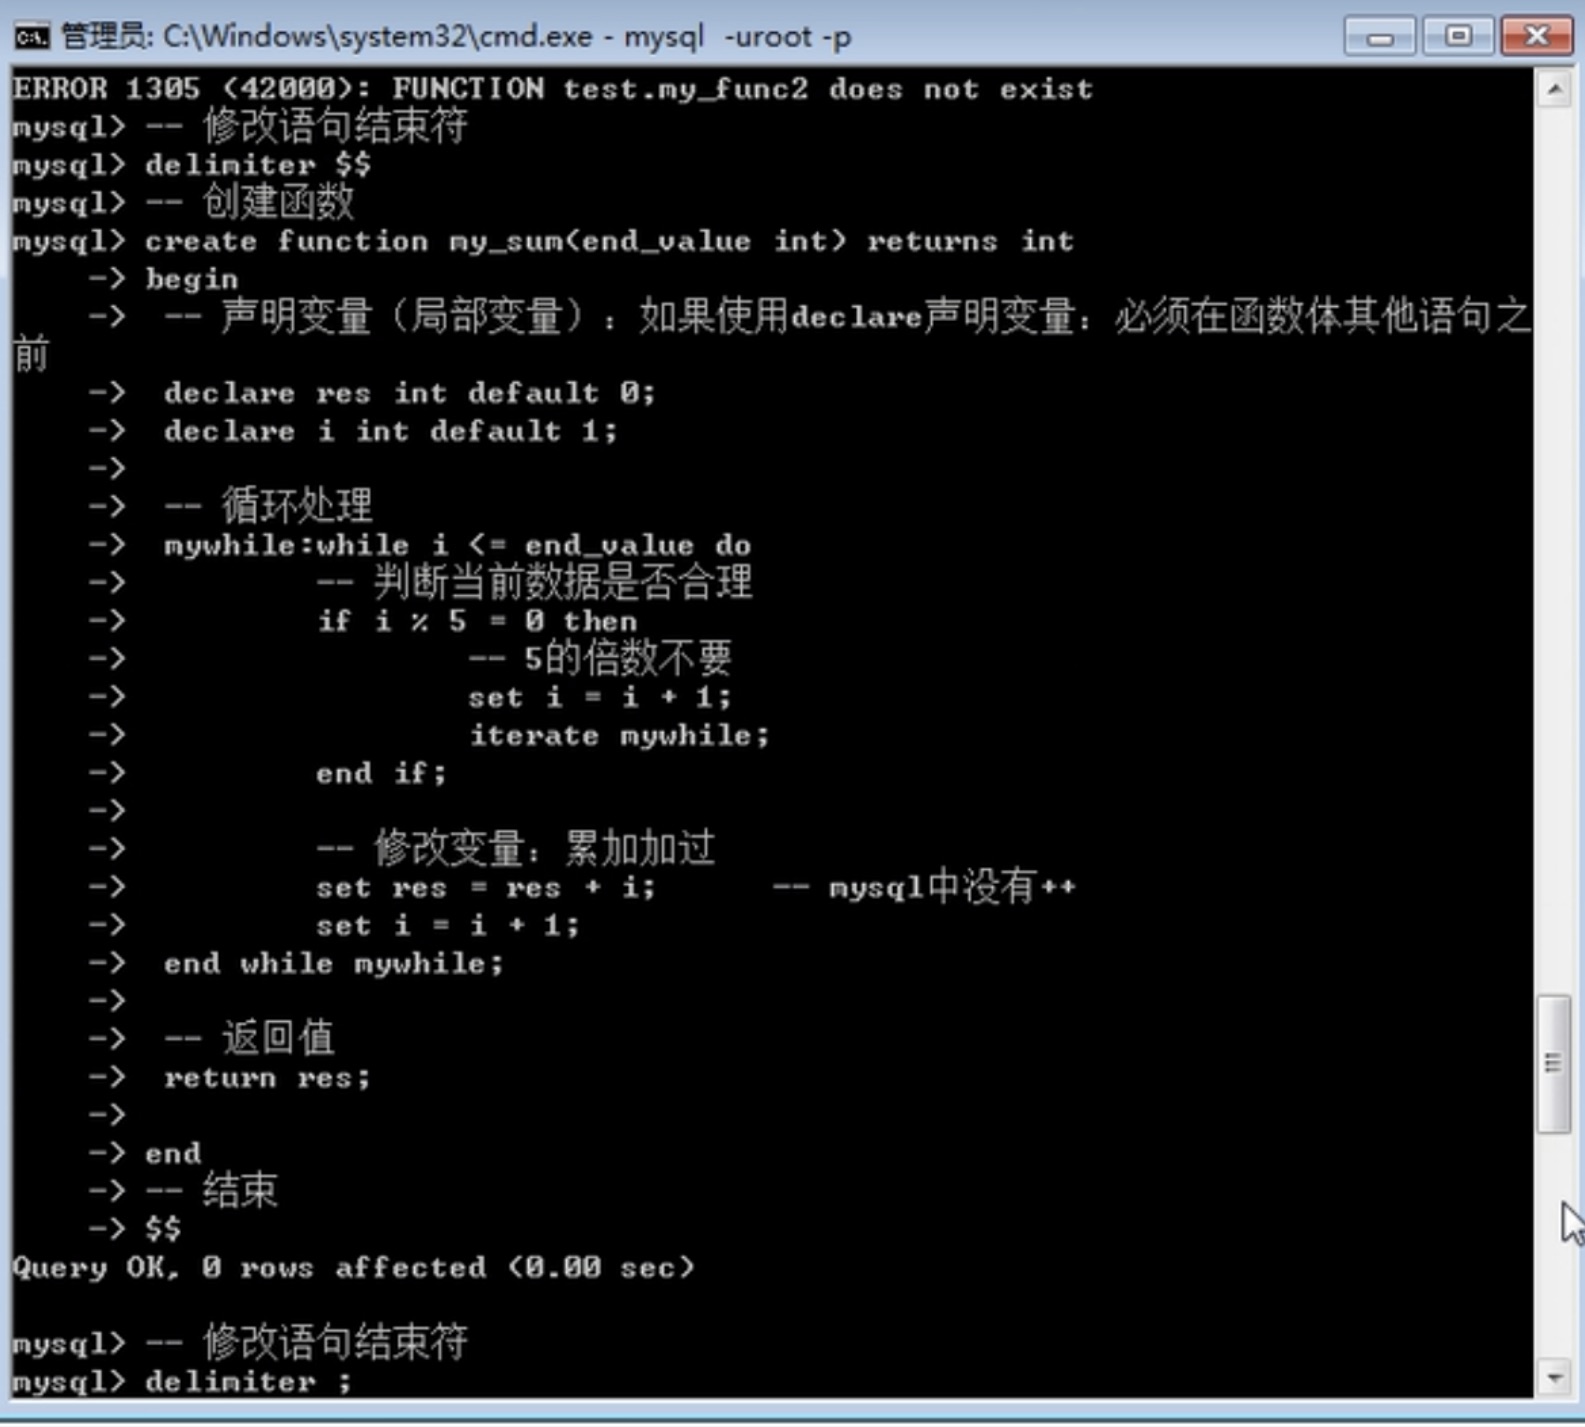 管理员: C:\Windows\system32\cmd.exe - mysql  -uroot -p
ERROR 1305 (42000): FUNCTION test.my_func2 does not exist
mysql> -- 修改语句结束符
mysql> delimiter $$
mysql> -- 创建函数
mysql> create function my_sum(end_value int) returns int
    -> begin
    ->  -- 声明变量（局部变量）：如果使用declare声明变量：必须在函数体其他语句之
前
    ->  declare res int default 0;
    ->  declare i int default 1;
    ->
    ->  -- 循环处理
    ->  mywhile:while i <= end_value do
    ->          -- 判断当前数据是否合理
    ->          if i % 5 = 0 then
    ->                  -- 5的倍数不要
    ->                  set i = i + 1;
    ->                  iterate mywhile;
    ->          end if;
    ->
    ->          -- 修改变量：累加加过
    ->          set res = res + i;      -- mysql中没有++
    ->          set i = i + 1;
    ->  end while mywhile;
    ->
    ->  -- 返回值
    ->  return res;
    ->
    -> end
    -> -- 结束
    -> $$
Query OK, 0 rows affected (0.00 sec)
mysql> -- 修改语句结束符
mysql> delimiter ;